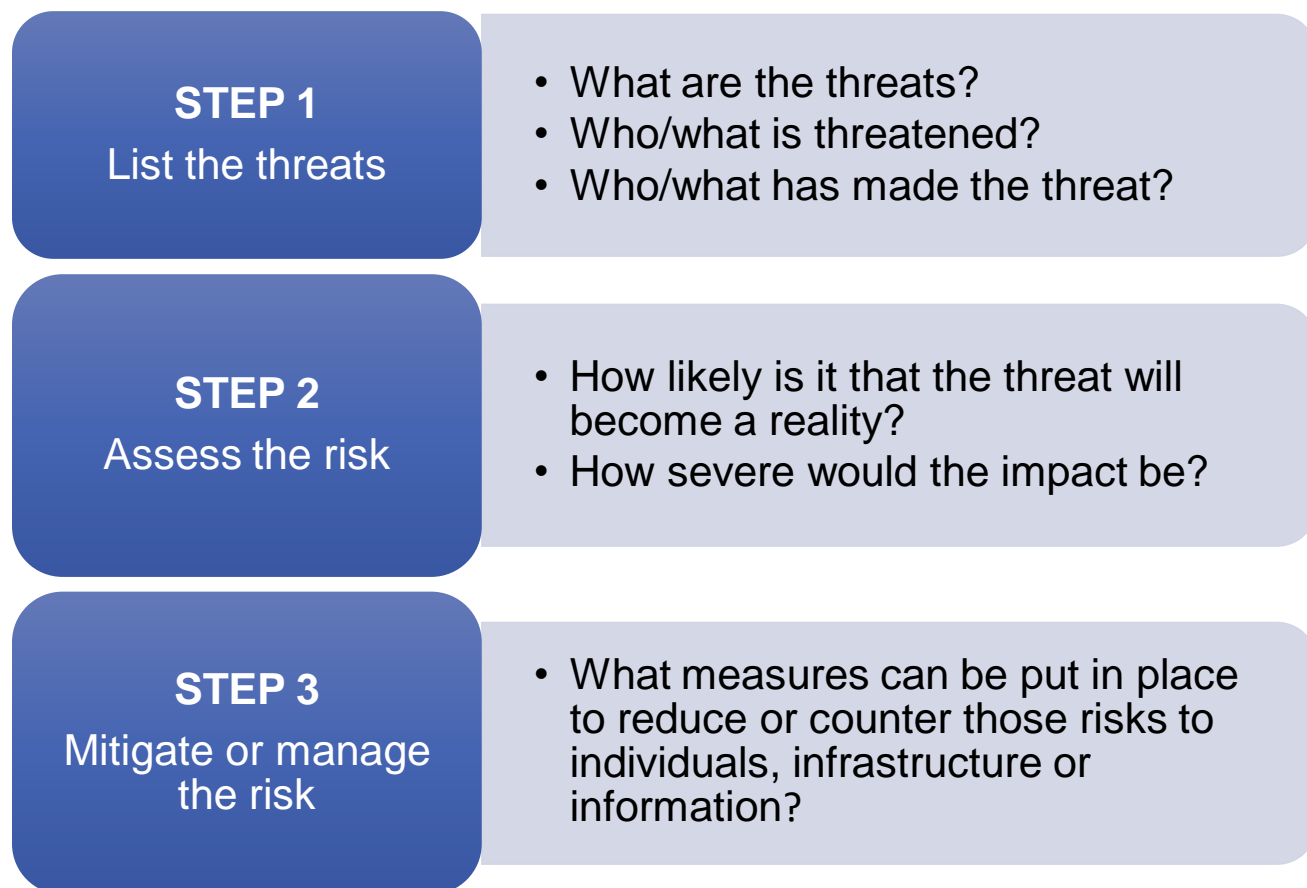 STEP 1
List the threats
• What are the threats?
• Who/what is threatened?
• Who/what has made the threat?
STEP 2
Assess the risk
• How likely is it that the threat will
become a reality?
• How severe would the impact be?
STEP 3
Mitigate or manage
the risk
• What measures can be put in place
to reduce or counter those risks to
individuals, infrastructure or
information?